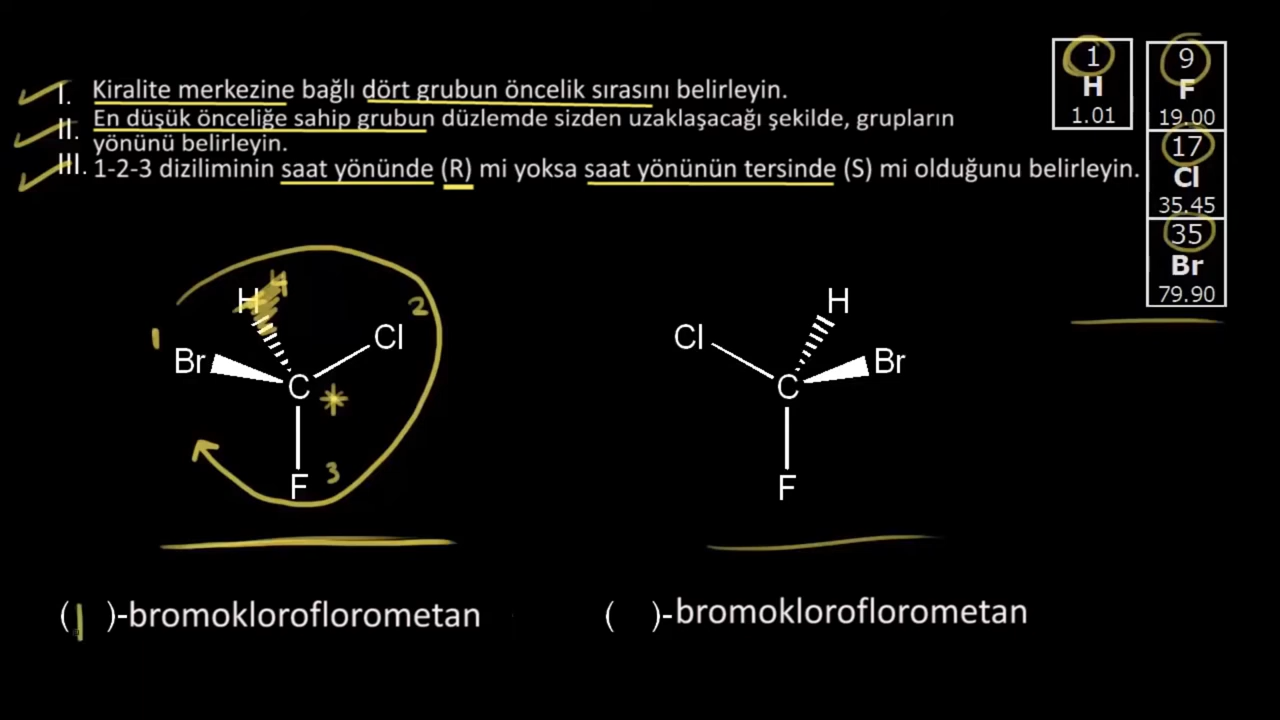 I. Kiralite merkezine bağlı dört grubun öncelik sırasını belirleyin.
II. En düşük önceliğe sahip grubun düzlemde sizden uzaklaşacağı şekilde, grupların
yönünü belirleyin.
III. 1-2-3 diziliminin saat yönünde (R) mi yoksa saat yönünün tersinde (S) mi olduğunu belirleyin.
1
H
1.01
9
F
19.00
17
Cl
35.45
35
Br
79.90
H 4
Cl 2
1 Br
C *
F 3
H
Cl
Br
C
F
( )-bromokloroflorometan
( )-bromokloroflorometan